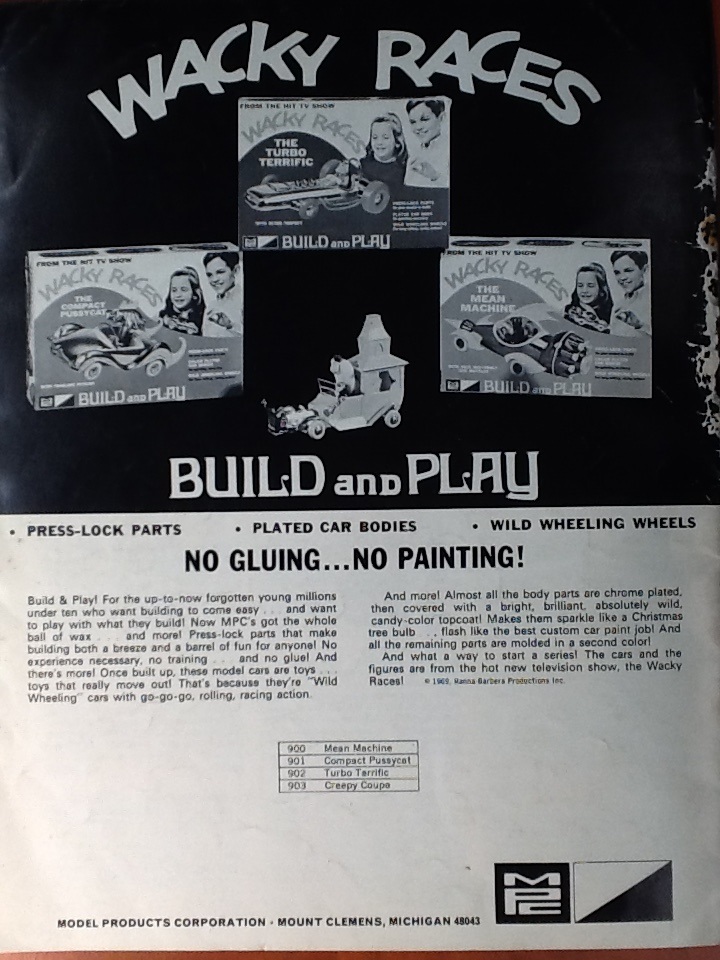 WACKY RACES
FROM THE HIT TV SHOW
WACKY RACES
THE
TURBO
TERRIFIC
BUILD AND PLAY
FROM THE HIT TV SHOW
WACKY RACES
THE
COMPACT
PUSSYCAT
BUILD AND PLAY
FROM THE HIT TV SHOW
WACKY RACES
THE
MEAN
MACHINE
BUILD AND PLAY
BUILD AND PLAY
• PRESS-LOCK PARTS • PLATED CAR BODIES • WILD WHEELING WHEELS
NO GLUING...NO PAINTING!
Build & Play! For the up-to-now forgotten young millions
under ten who want building to come easy . . . and want
to play with what they build! Now MPC's got the whole
ball of wax . . . and more! Press-lock parts that make
building both a breeze and a barrel of fun for anyone! No
experience necessary, no training . . . and no glue! And
there's more! Once built up, these model cars are toys . . .
toys that really move out! That's because they're "Wild
Wheeling" cars with go-go-go, rolling, racing action.
And more! Almost all the body parts are chrome plated,
then covered with a bright, brilliant, absolutely wild,
candy-color topcoat! Makes them sparkle like a Christmas
tree bulb . . . flash like the best custom car paint job! And
all the remaining parts are molded in a second color!
And what a way to start a series! The cars and the
figures are from the hot new television show, the Wacky
Races! © 1969, Hanna Barbera Productions Inc.
900 Mean Machine
901 Compact Pussycat
902 Turbo Terrific
903 Creepy Coupe
MPC
MODEL PRODUCTS CORPORATION • MOUNT CLEMENS, MICHIGAN 48043